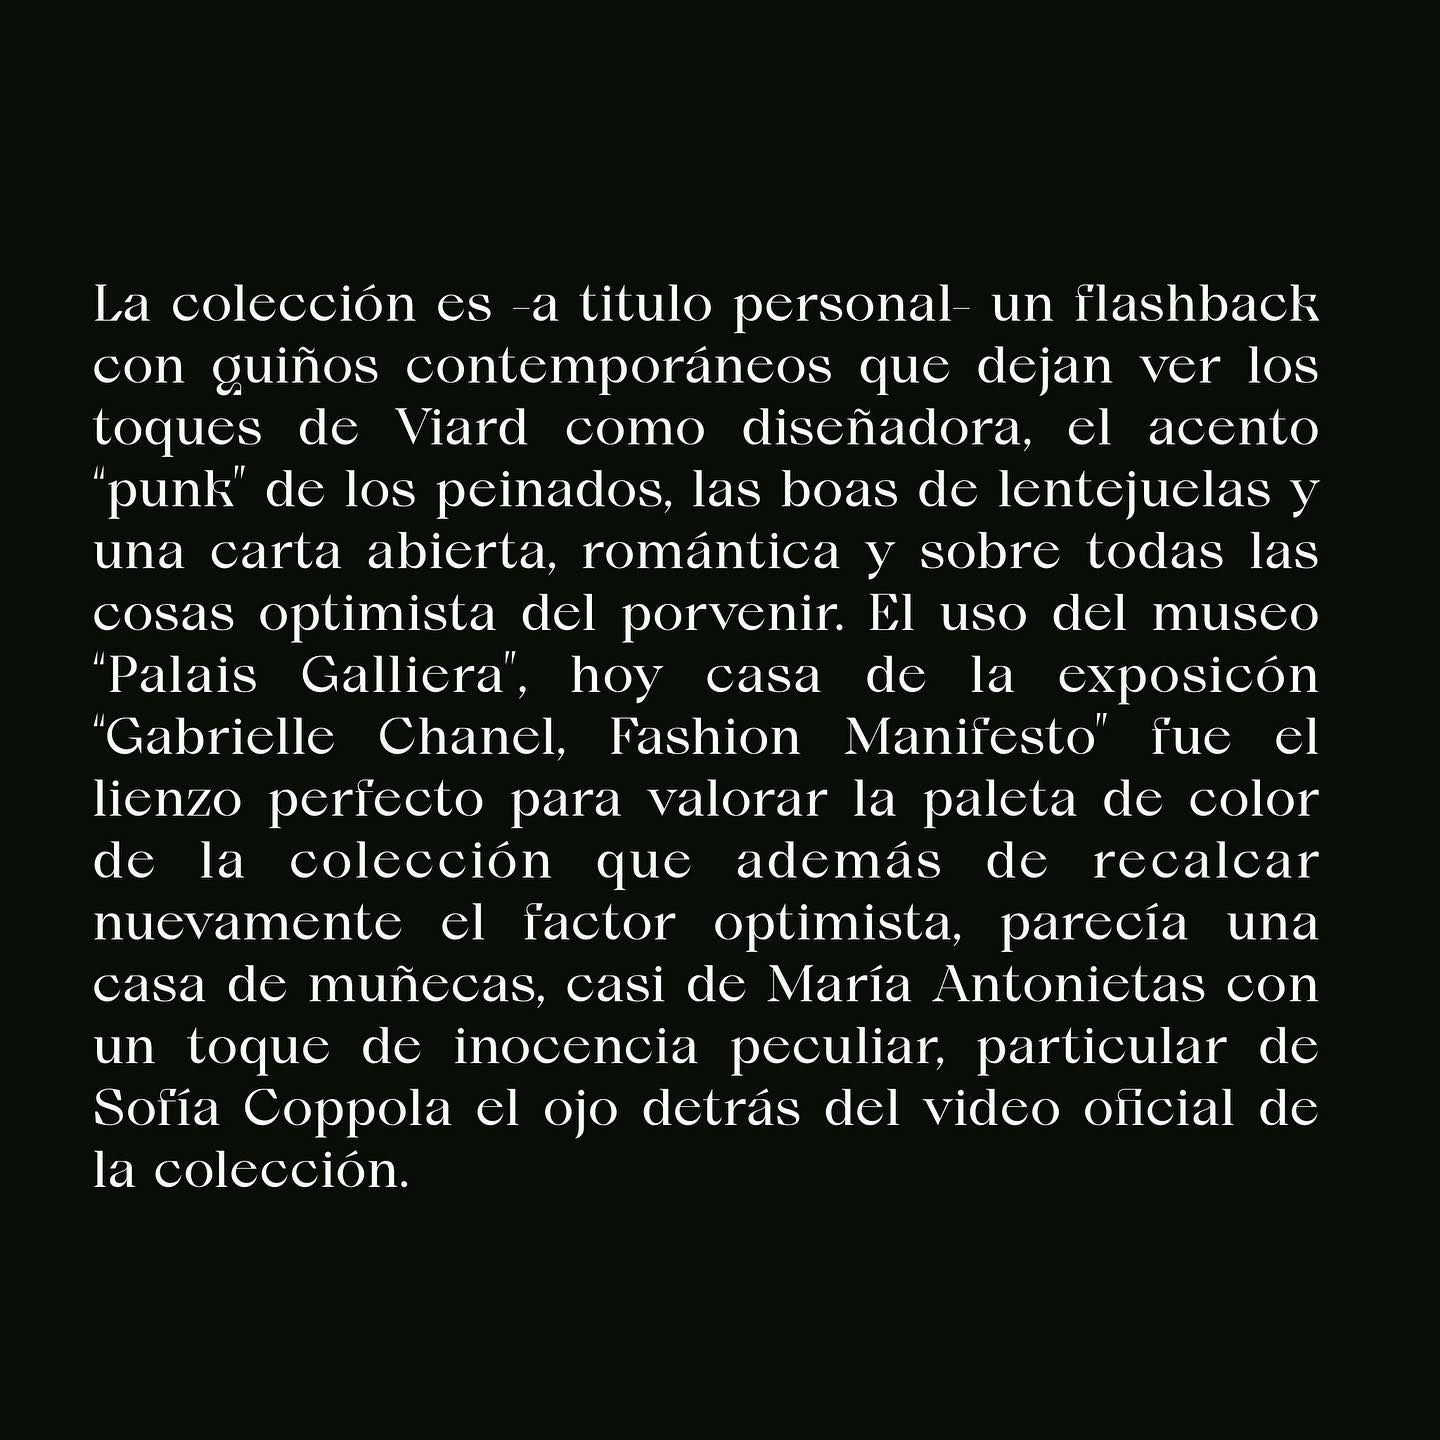 La colección es -a titulo personal- un flashback
con guiños contemporáneos que dejan ver los
toques de Viard como diseñadora, el acento
“punk” de los peinados, las boas de lentejuelas y
una carta abierta, romántica y sobre todas las
cosas optimista del porvenir. El uso del museo
“Palais Galliera”, hoy casa de la exposicón
“Gabrielle Chanel, Fashion Manifesto” fue el
lienzo perfecto para valorar la paleta de color
de la colección que además de recalcar
nuevamente el factor optimista, parecía una
casa de muñecas, casi de María Antonietas con
un toque de inocencia peculiar, particular de
Sofía Coppola el ojo detrás del video oficial de
la colección.